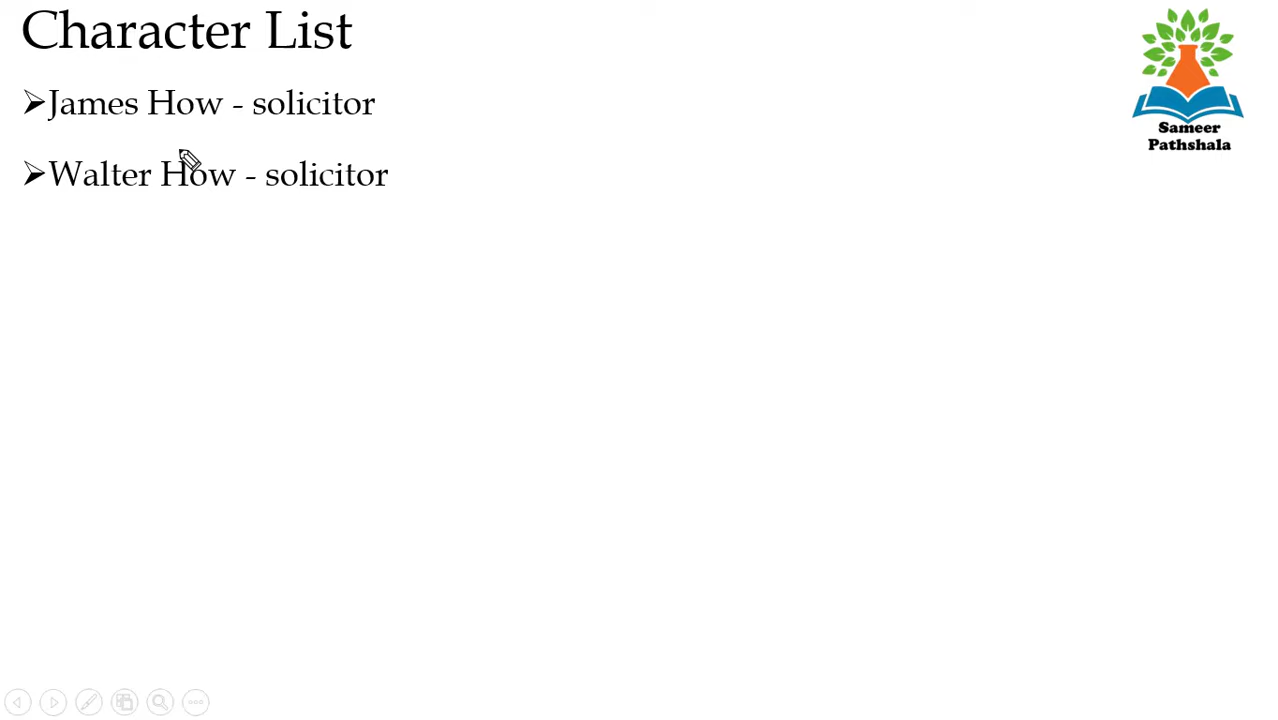 Character List
➢James How - solicitor
➢Walter How - solicitor
Sameer
Pathshala